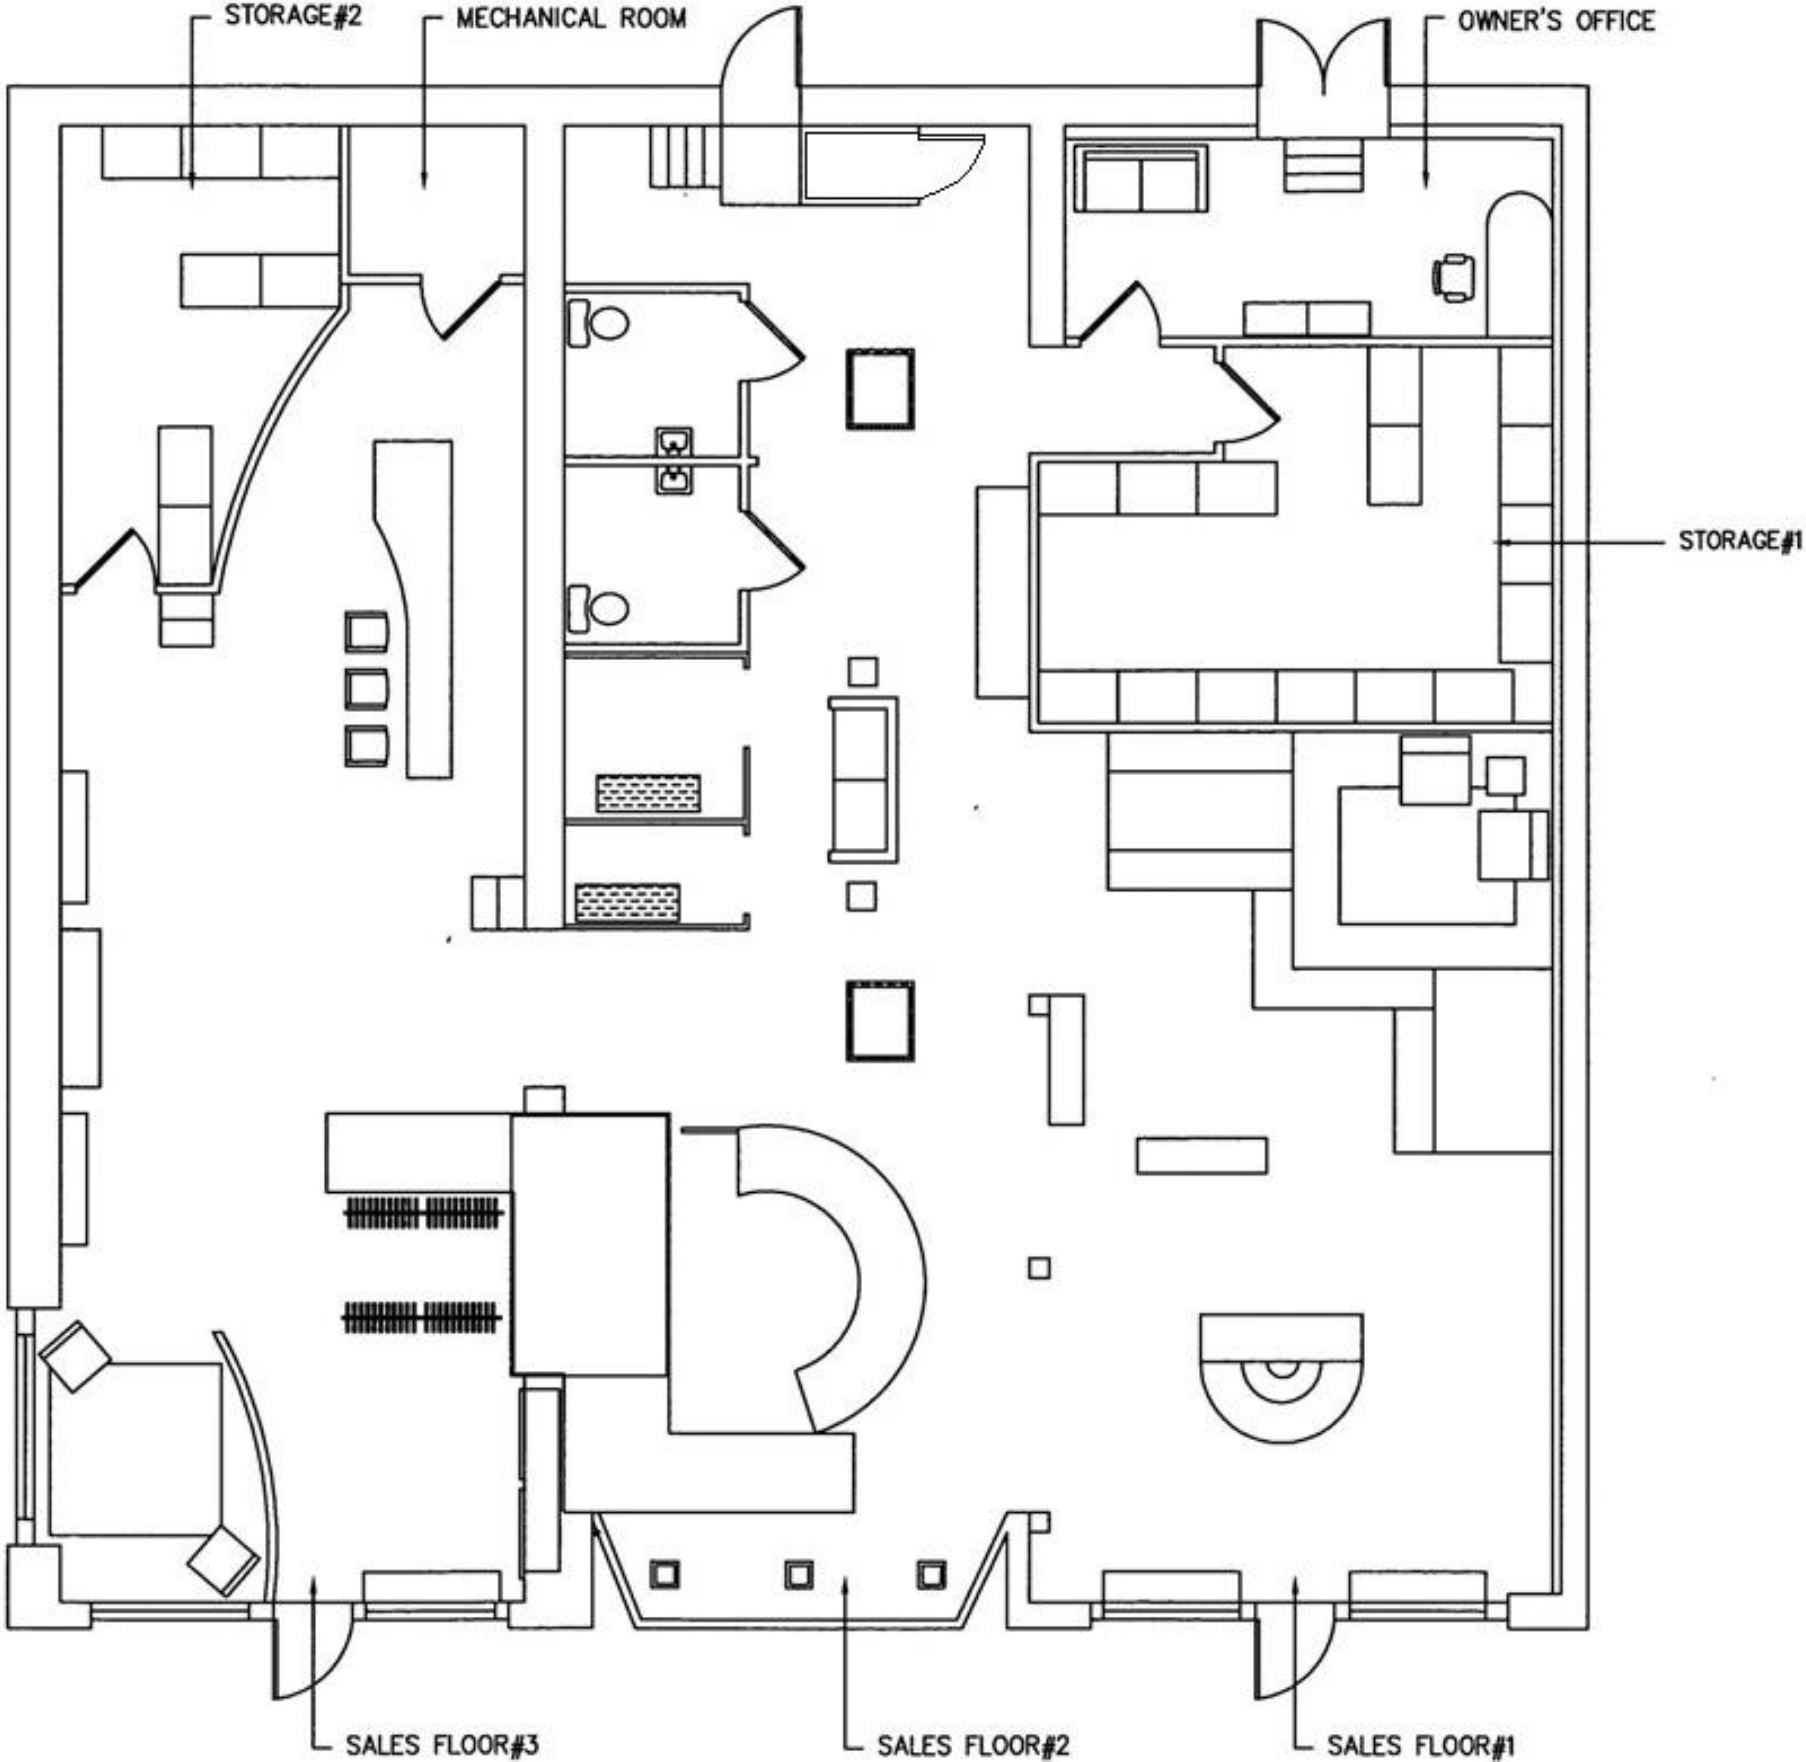 STORAGE#2
MECHANICAL ROOM
OWNER'S OFFICE
STORAGE#1
SALES FLOOR#3
SALES FLOOR#2
SALES FLOOR#1